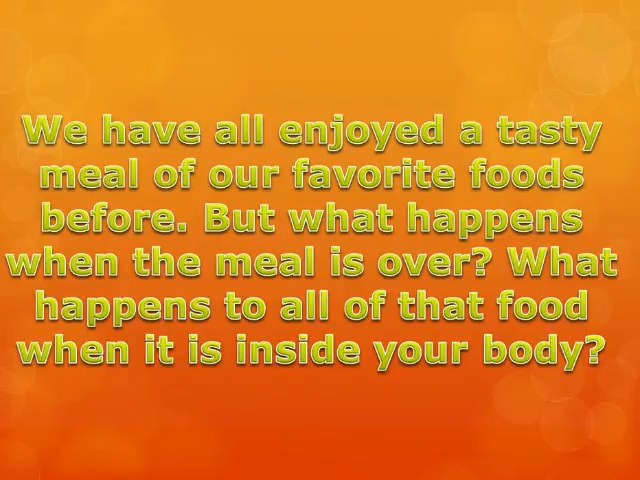 We have all enjoyed a tasty
meal of our favorite foods
before. But what happens
when the meal is over? What
happens to all of that food
when it is inside your body?